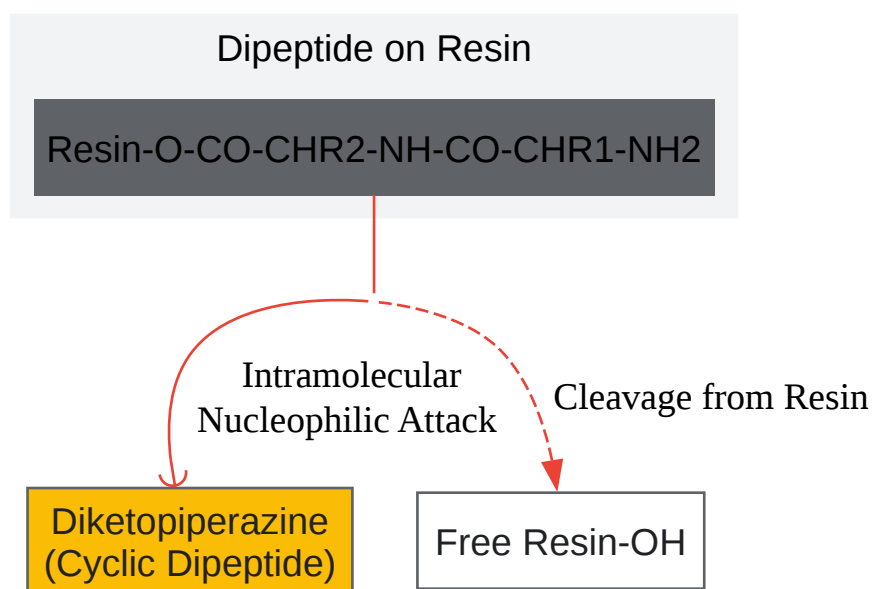 Dipeptide on Resin
Resin-O-CO-CHR2-NH-CO-CHR1-NH2
Intramolecular
Nucleophilic Attack
Cleavage from Resin
Diketopiperazine
(Cyclic Dipeptide)
Free Resin-OH